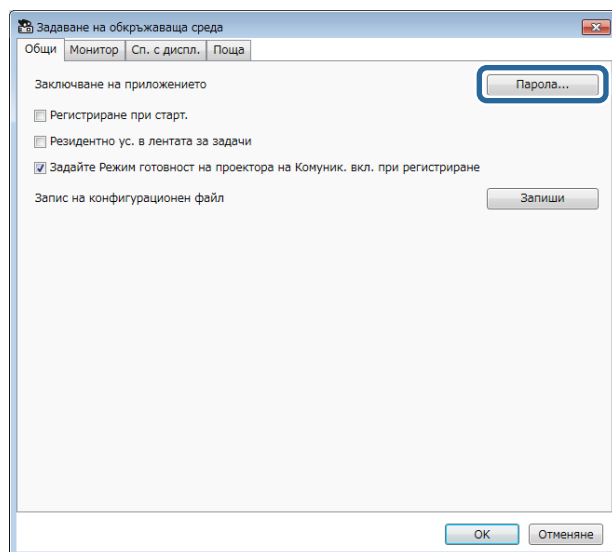 Задаване на обкръжаваща среда
Общи Монитор Сп. с диспл. Поща
Заключване на приложението Парола...
Регистриране при старт.
Резидентно ус. в лентата за задачи
Задайте Режим готовност на проектора на Комуник. вкл. при регистриране
Запис на конфигурационен файл Запиши
OK Отменяне